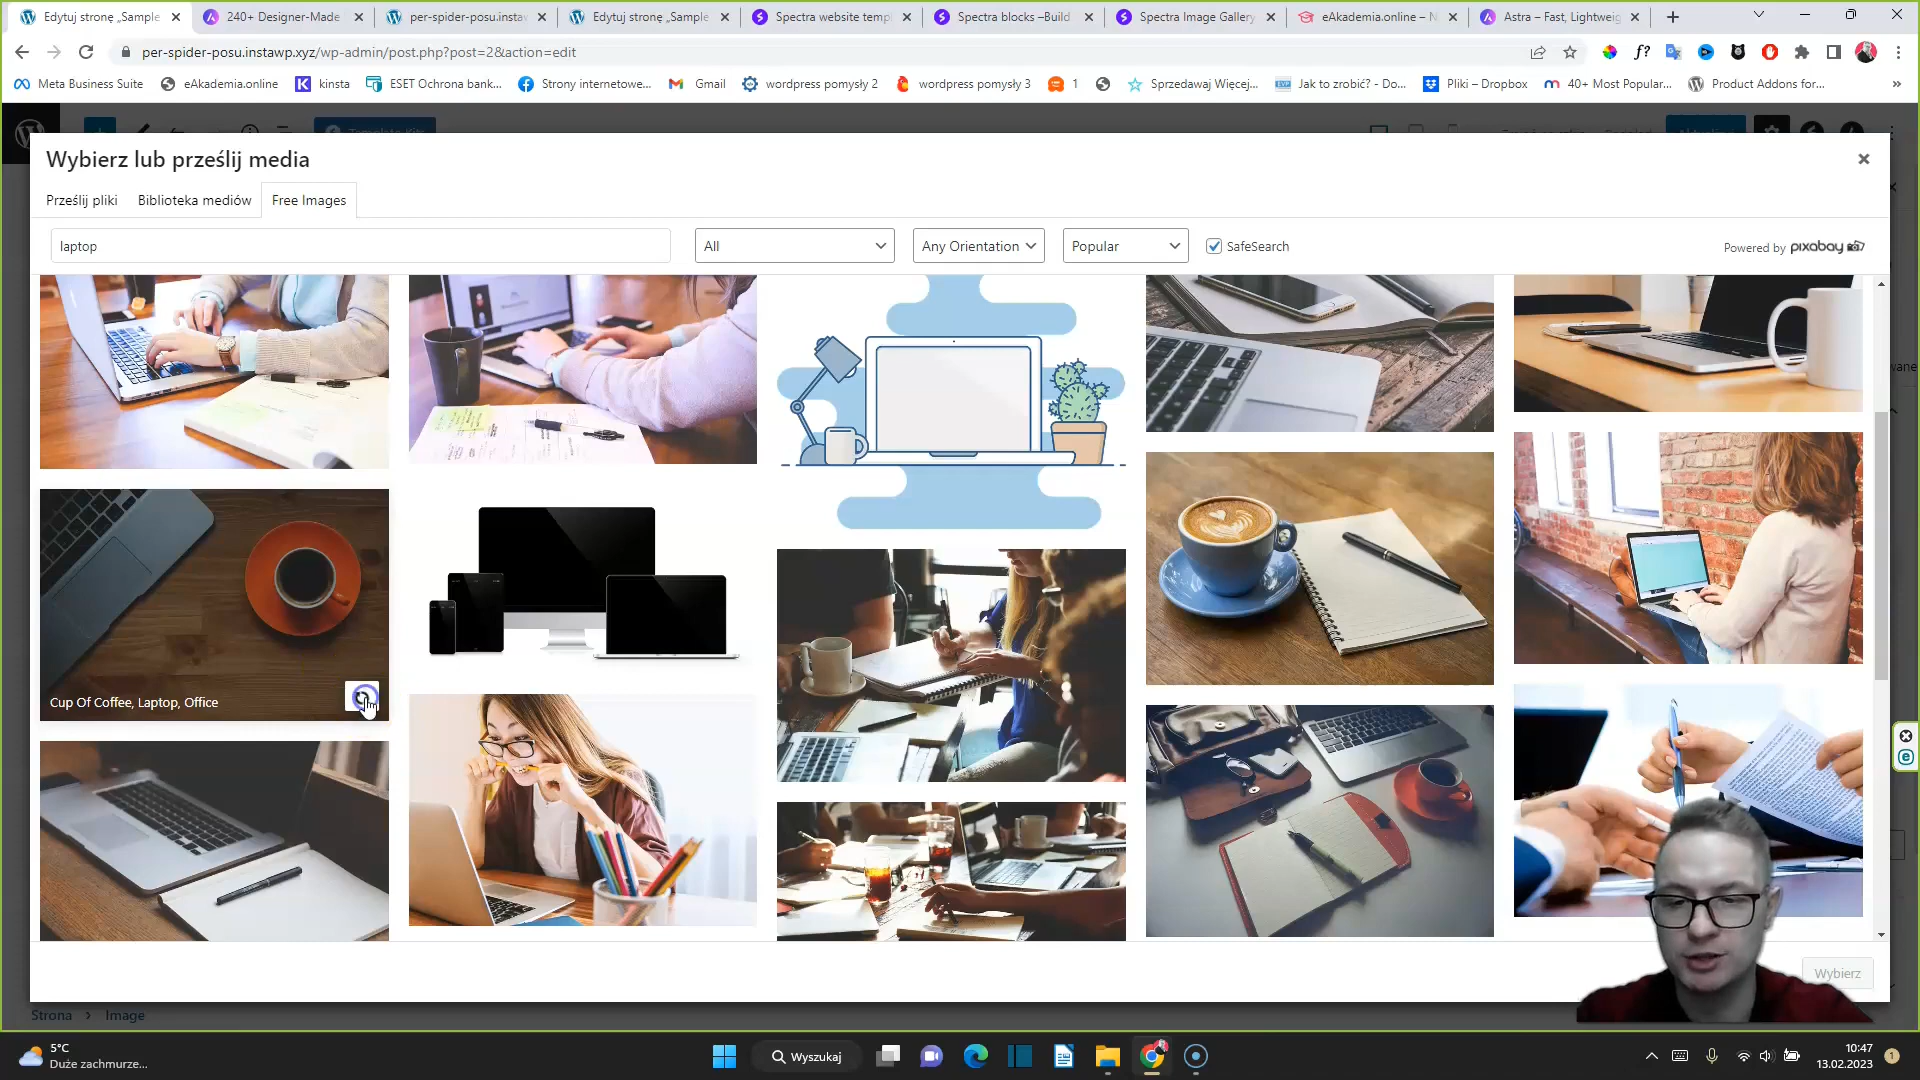 Edytuj stronę „Sample
240+ Designer-Made
per-spider-posu.instaw
Edytuj stronę „Sample
Spectra website templ
Spectra blocks –Build
Spectra Image Gallery
eAkademia.online – N
Astra – Fast, Lightweig
per-spider-posu.instawp.xyz/wp-admin/post.php?post=2&action=edit
Meta Business Suite
eAkademia.online
kinsta
ESET Ochrona bank...
Strony internetowe...
Gmail
wordpress pomysły 2
wordpress pomysły 3
1
Sprzedawaj Więcej,...
Jak to zrobić? - Do...
Pliki – Dropbox
40+ Most Popular...
Product Addons for...
Template Kits
Wybierz lub prześlij media
Prześlij pliki
Biblioteka mediów
Free Images
laptop
All
Any Orientation
Popular
SafeSearch
Powered by pixabay
Cup Of Coffee, Laptop, Office
Wybierz
Strona › Image
5°C
Duże zachmurze...
Wyszukaj
10:47
13.02.2023
1